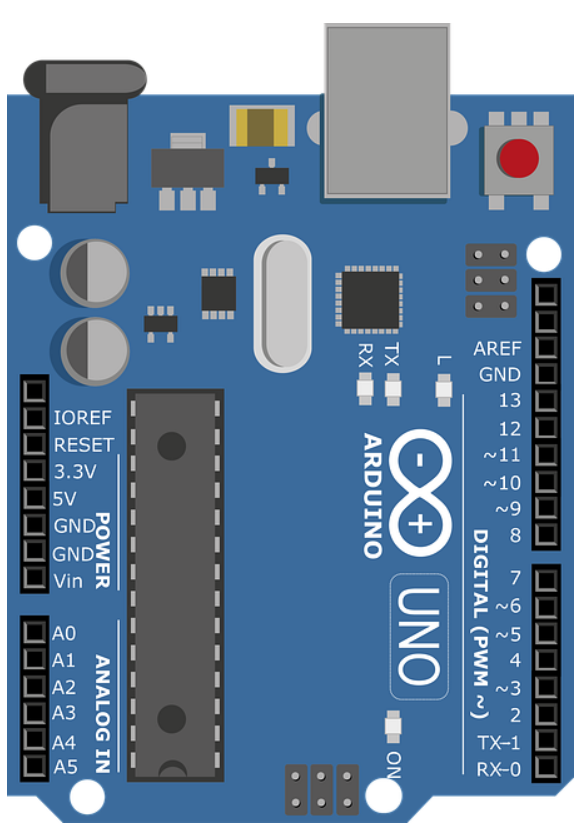 RX
TX
L
IOREF
RESET
3.3V
5V
GND
GND
Vin
POWER
A0
A1
A2
A3
A4
A5
ANALOG IN
ARDUINO
- +
UNO
ON
AREF
GND
13
12
~11
~10
~9
8
7
~6
~5
4
~3
2
TX-1
RX-0
DIGITAL (PWM ~)